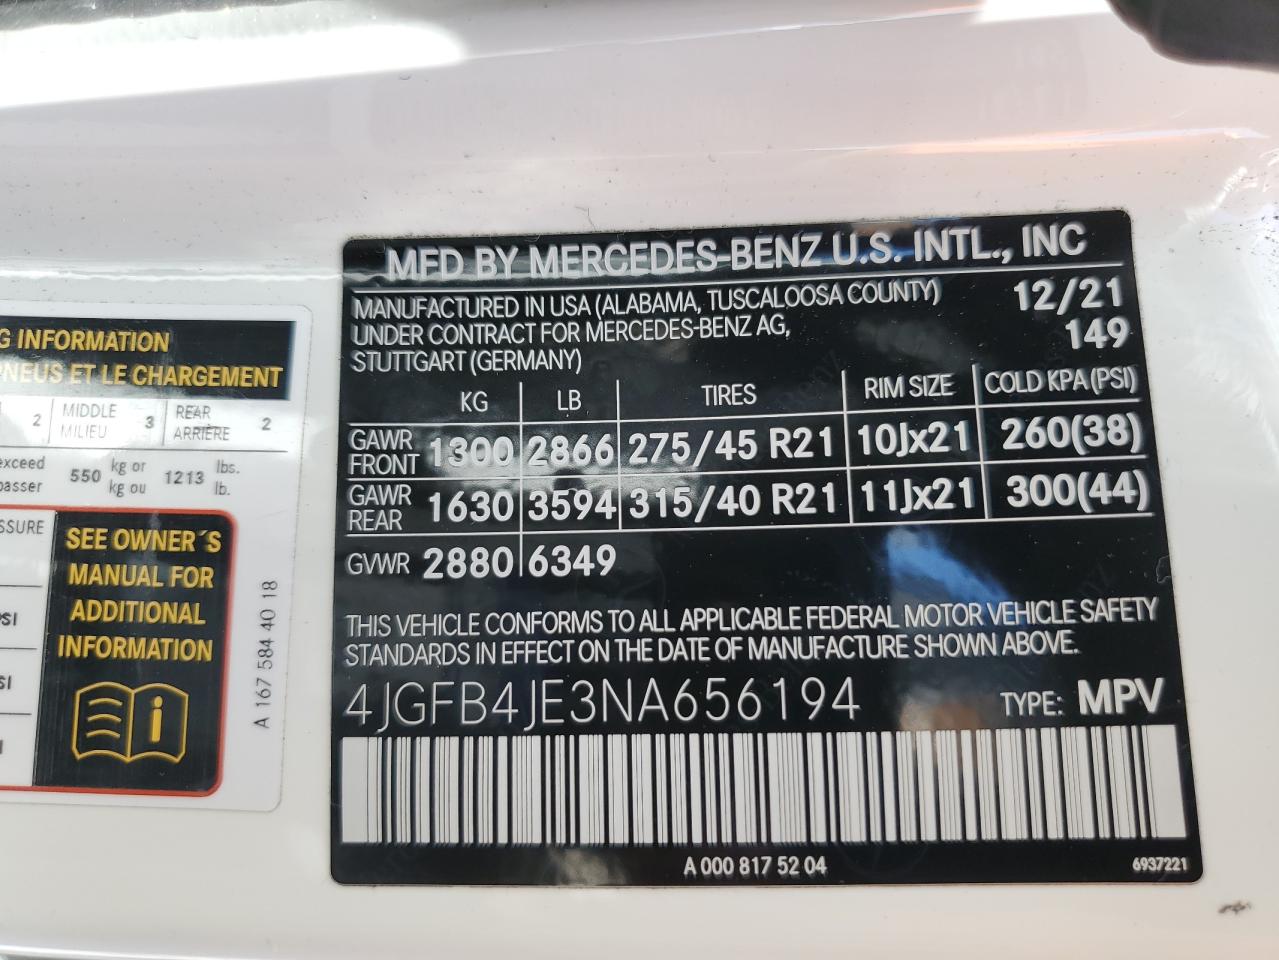 G INFORMATION
PNEUS ET LE CHARGEMENT
2
MIDDLE
MILIEU
3
REAR
ARRIÈRE
2
exceed
passer
550
kg or
kg ou
1213
lbs.
lb.
SSURE
PSI
SI
SEE OWNER´S
MANUAL FOR
ADDITIONAL
INFORMATION
A 167 584 40 18
MFD BY MERCEDES-BENZ U.S. INTL., INC
MANUFACTURED IN USA (ALABAMA, TUSCALOOSA COUNTY) 12/21
UNDER CONTRACT FOR MERCEDES-BENZ AG, 149
STUTTGART (GERMANY)
KG LB TIRES RIM SIZE COLD KPA (PSI)
GAWR
FRONT 1300 2866 275/45 R21 10Jx21 260(38)
GAWR
REAR 1630 3594 315/40 R21 11Jx21 300(44)
GVWR 2880 6349
THIS VEHICLE CONFORMS TO ALL APPLICABLE FEDERAL MOTOR VEHICLE SAFETY
STANDARDS IN EFFECT ON THE DATE OF MANUFACTURE SHOWN ABOVE.
4JGFB4JE3NA656194 TYPE: MPV
A 000 817 52 04
6937221